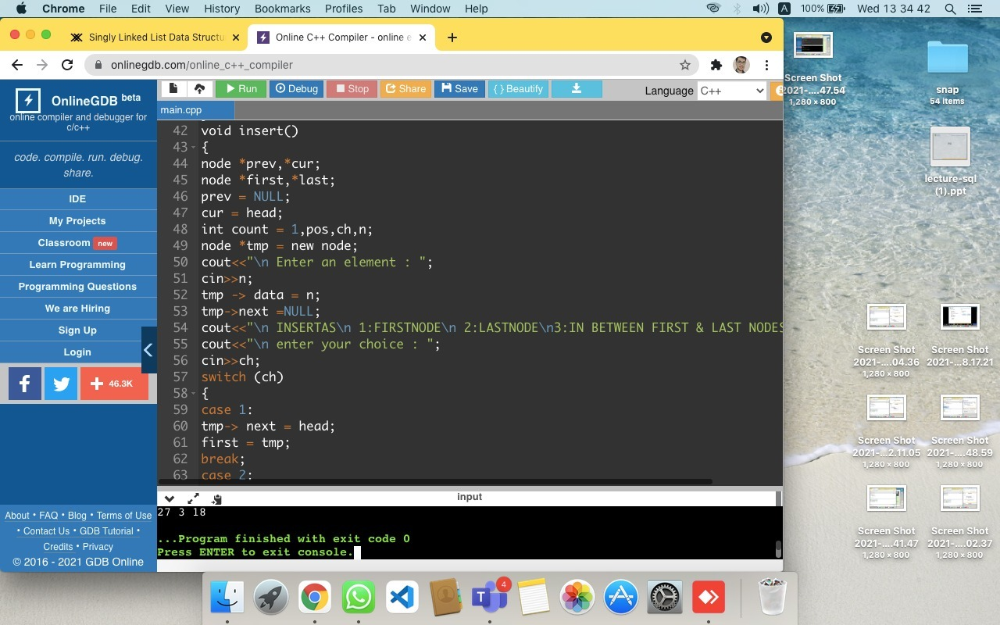 Chrome File Edit View History Bookmarks Profiles Tab Window Help A 100% Wed 13 34 42
Singly Linked List Data Structu
Online C++ Compiler - online e
onlinegdb.com/online_c++_compiler
OnlineGDB beta
online compiler and debugger for
c/c++
code. compile. run. debug.
share.
IDE
My Projects
Classroom new
Learn Programming
Programming Questions
We are Hiring
Sign Up
Login
f
46.3K
About • FAQ • Blog • Terms of Use
• Contact Us • GDB Tutorial •
Credits • Privacy
© 2016 - 2021 GDB Online
Run Debug Stop Share Save { } Beautify
Language C++
main.cpp
42 void insert()
43 {
44 node *prev,*cur;
45 node *first,*last;
46 prev = NULL;
47 cur = head;
48 int count = 1,pos,ch,n;
49 node *tmp = new node;
50 cout<<"\n Enter an element : ";
51 cin>>n;
52 tmp -> data = n;
53 tmp->next =NULL;
54 cout<<"\n INSERTAS\n 1:FIRSTNODE\n 2:LASTNODE\n3:IN BETWEEN FIRST & LAST NODES
55 cout<<"\n enter your choice : ";
56 cin>>ch;
57 switch (ch)
58 {
59 case 1:
60 tmp-> next = head;
61 first = tmp;
62 break;
63 case 2:
input
27 3 18
...Program finished with exit code 0
Press ENTER to exit console.
Screen Shot
2021-....47.54
1,280 × 800
snap
54 items
lecture-sql
(1).ppt
Screen Shot
2021-....04.36
1,280 × 800
Screen Shot
2021-...8.17.21
1,280 × 800
Screen Shot
2021-...2.11.05
1,280 × 800
Screen Shot
2021-....48.59
1,280 × 800
Screen Shot
2021-....41.47
1,280 × 800
Screen Shot
2021-....02.37
1,280 × 800
4